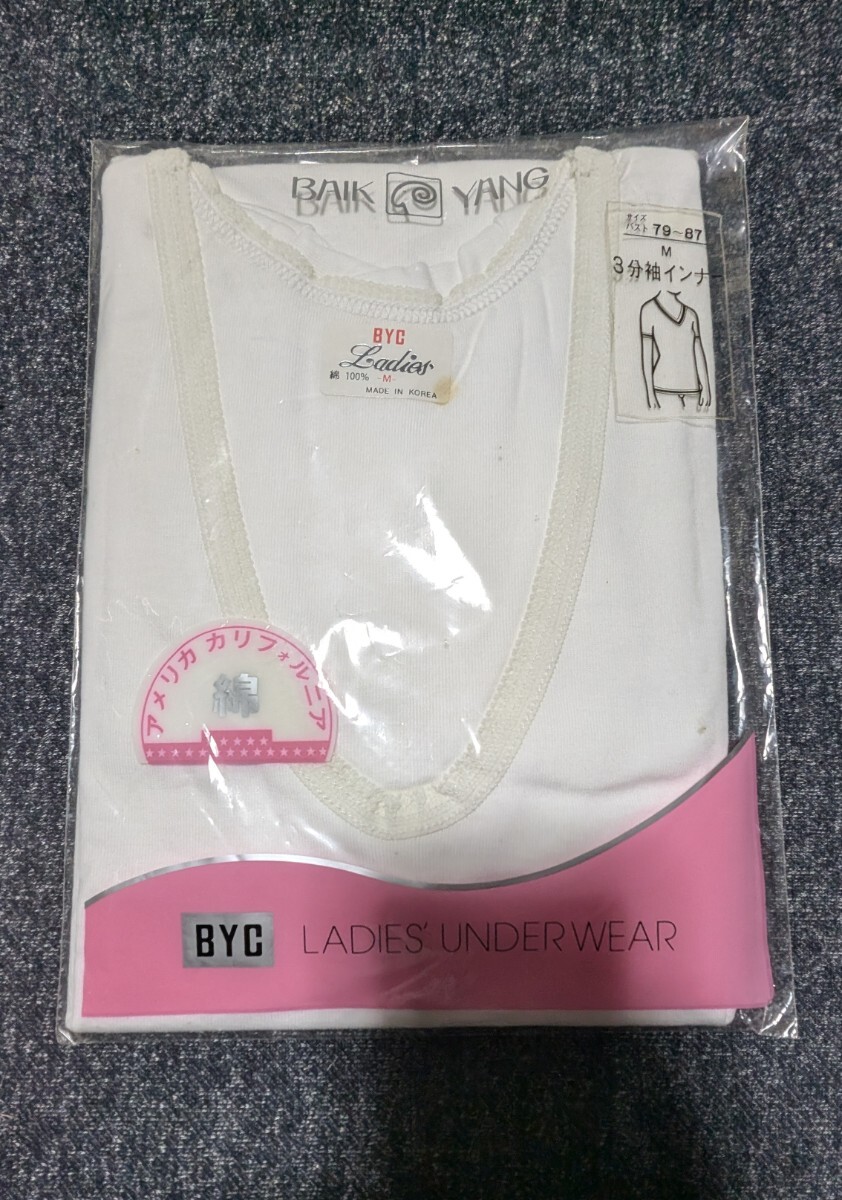 BAIK YANG
サイズ
バスト 79～87
M
3分袖インナー
BYC
Ladies
綿 100% -M-
MADE IN KOREA
アメリカ カリフォルニア
綿
BYC LADIES' UNDERWEAR